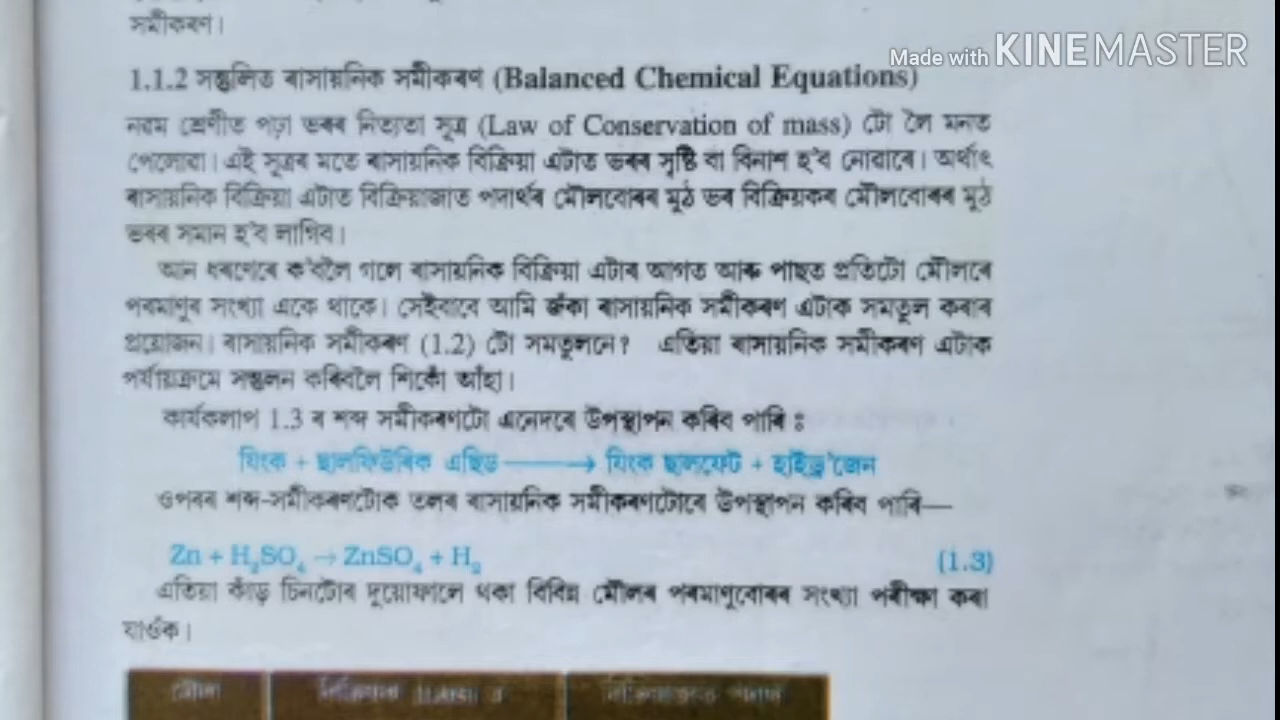 সমীকৰণ।
Made with KINEMASTER
1.1.2 সন্তুলিত ৰাসায়নিক সমীকৰণ (Balanced Chemical Equations)
নৱম শ্ৰেণীত পঢ়া ভৰৰ নিত্যতা সূত্ৰ (Law of Conservation of mass) টো লৈ মনত
পেলোৱা। এই সূত্ৰৰ মতে ৰাসায়নিক বিক্ৰিয়া এটাত ভৰৰ সৃষ্টি বা বিনাশ হ'ব নোৱাৰে। অৰ্থাৎ
ৰাসায়নিক বিক্ৰিয়া এটাত বিক্ৰিয়াজাত পদাৰ্থৰ মৌলবোৰৰ মুঠ ভৰ বিক্ৰিয়কৰ মৌলবোৰৰ মুঠ
ভৰৰ সমান হ'ব লাগিব।
আন ধৰণেৰে ক'বলৈ গলে ৰাসায়নিক বিক্ৰিয়া এটাৰ আগত আৰু পাছত প্ৰতিটো মৌলৰে
পৰমাণুৰ সংখ্যা একে থাকে। সেইবাবে আমি জঁকা ৰাসায়নিক সমীকৰণ এটাক সমতুল কৰাৰ
প্ৰয়োজন। ৰাসায়নিক সমীকৰণ (1.2) টো সমতুলনে? এতিয়া ৰাসায়নিক সমীকৰণ এটাক
পৰ্যায়ক্ৰমে সন্তুলন কৰিবলৈ শিকোঁ আঁহা।
কাৰ্যকলাপ 1.3 ৰ শব্দ সমীকৰণটো এনেদৰে উপস্থাপন কৰিব পাৰি ঃ
যিংক + ছালফিউৰিক এছিড ⟶ যিংক ছালফেট + হাইড্ৰ'জেন
ওপৰৰ শব্দ-সমীকৰণটোক তলৰ ৰাসায়নিক সমীকৰণটোৰে উপস্থাপন কৰিব পাৰি—
Zn + H₂SO₄ → ZnSO₄ + H₂ (1.3)
এতিয়া কাঁড় চিনটোৰ দুয়োফালে থকা বিবিন্ন মৌলৰ পৰমাণুবোৰৰ সংখ্যা পৰীক্ষা কৰা
যাওঁক।
মৌল